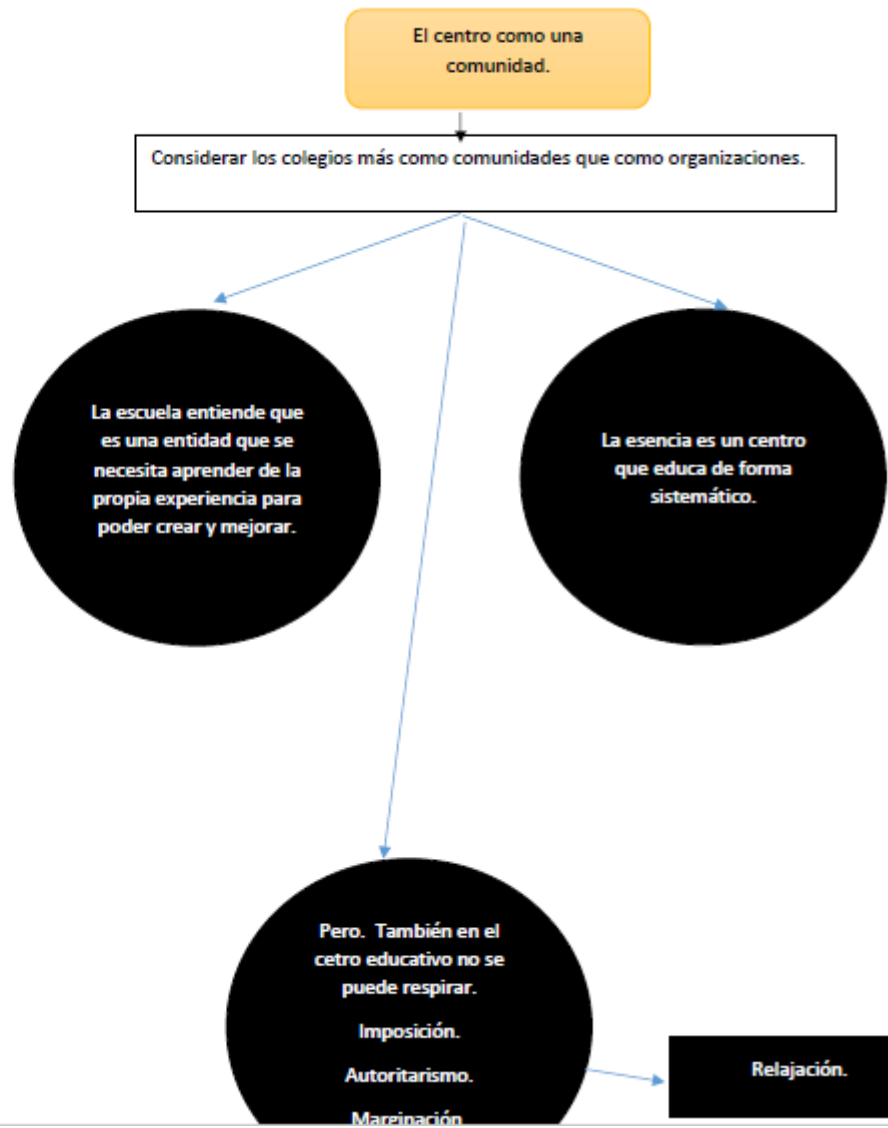 El centro como una
comunidad.
Considerar los colegios más como comunidades que como organizaciones.
La escuela entiende que
es una entidad que se
necesita aprender de la
propia experiencia para
poder crear y mejorar.
La esencia es un centro
que educa de forma
sistemático.
Pero.  También en el
cetro educativo no se
puede respirar.
Imposición.
Autoritarismo.
Marginación
Relajación.